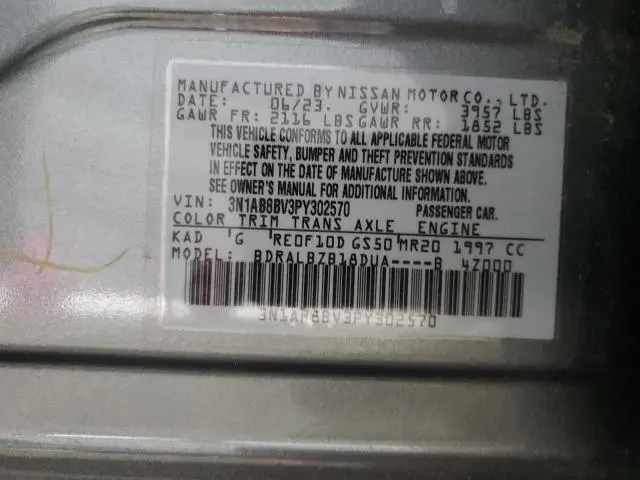 MANUFACTURED BY NISSAN MOTOR CO., LTD.
DATE: 06/23. GVWR: 3957 LBS
GAWR FR: 2116 LBS GAWR RR: 1852 LBS
THIS VEHICLE CONFORMS TO ALL APPLICABLE FEDERAL MOTOR
VEHICLE SAFETY, BUMPER AND THEFT PREVENTION STANDARDS
IN EFFECT ON THE DATE OF MANUFACTURE SHOWN ABOVE.
SEE OWNER'S MANUAL FOR ADDITIONAL INFORMATION.
VIN: 3N1AB8BV3PY302570 PASSENGER CAR.
COLOR TRIM TRANS AXLE ENGINE
KAD G RE0F10D GS50 MR20 1997 CC
MODEL: BDRALBZB18DUA----B 4Z000
3N1AB8BV3PY302570